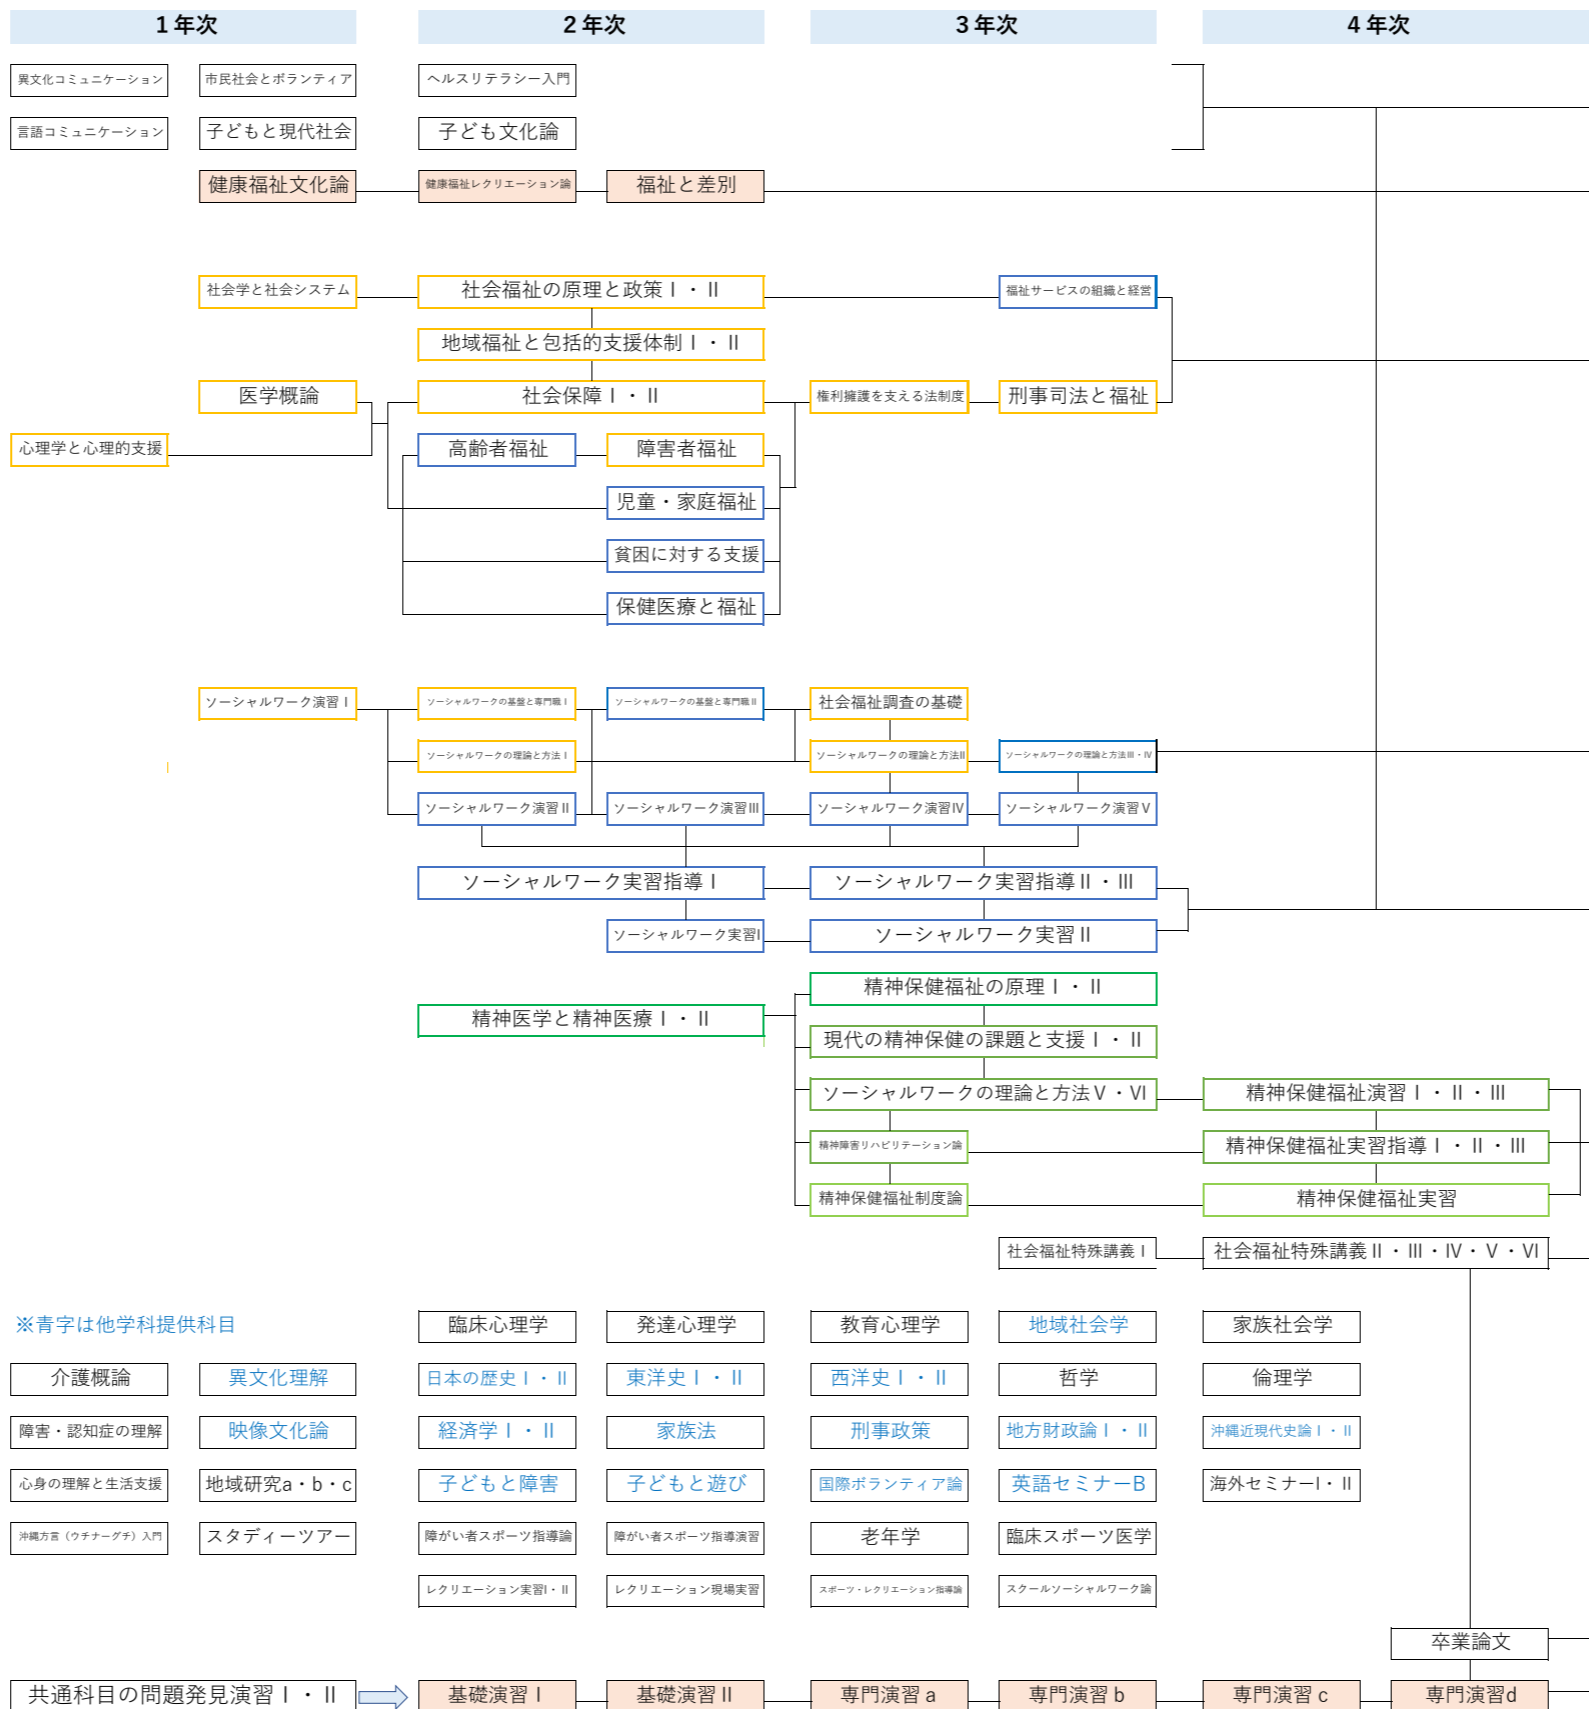 1 年次
2 年次
3 年次
4 年次
異文化コミュニケーション
市民社会とボランティア
ヘルスリテラシー入門
言語コミュニケーション
子どもと現代社会
子ども文化論
健康福祉文化論
健康福祉レクリエーション論
福祉と差別
社会学と社会システム
社会福祉の原理と政策Ⅰ・Ⅱ
福祉サービスの組織と経営
地域福祉と包括的支援体制Ⅰ・Ⅱ
医学概論
社会保障Ⅰ・Ⅱ
権利擁護を支える法制度
刑事司法と福祉
心理学と心理的支援
高齢者福祉
障害者福祉
児童・家庭福祉
貧困に対する支援
保健医療と福祉
ソーシャルワーク演習Ⅰ
ソーシャルワークの基盤と専門職Ⅰ
ソーシャルワークの基盤と専門職Ⅱ
社会福祉調査の基礎
ソーシャルワークの理論と方法Ⅰ
ソーシャルワークの理論と方法Ⅱ
ソーシャルワークの理論と方法Ⅲ・Ⅳ
ソーシャルワーク演習Ⅱ
ソーシャルワーク演習Ⅲ
ソーシャルワーク演習Ⅳ
ソーシャルワーク演習Ⅴ
ソーシャルワーク実習指導Ⅰ
ソーシャルワーク実習指導Ⅱ・Ⅲ
ソーシャルワーク実習Ⅰ
ソーシャルワーク実習Ⅱ
精神保健福祉の原理Ⅰ・Ⅱ
精神医学と精神医療Ⅰ・Ⅱ
現代の精神保健の課題と支援Ⅰ・Ⅱ
ソーシャルワークの理論と方法Ⅴ・Ⅵ
精神保健福祉演習Ⅰ・Ⅱ・Ⅲ
精神障害リハビリテーション論
精神保健福祉実習指導Ⅰ・Ⅱ・Ⅲ
精神保健福祉制度論
精神保健福祉実習
社会福祉特殊講義Ⅰ
社会福祉特殊講義Ⅱ・Ⅲ・Ⅳ・Ⅴ・Ⅵ
※青字は他学科提供科目
臨床心理学
発達心理学
教育心理学
地域社会学
家族社会学
介護概論
異文化理解
日本の歴史Ⅰ・Ⅱ
東洋史Ⅰ・Ⅱ
西洋史Ⅰ・Ⅱ
哲学
倫理学
障害・認知症の理解
映像文化論
経済学Ⅰ・Ⅱ
家族法
刑事政策
地方財政論Ⅰ・Ⅱ
沖縄近現代史論Ⅰ・Ⅱ
心身の理解と生活支援
地域研究a・b・c
子どもと障害
子どもと遊び
国際ボランティア論
英語セミナーB
海外セミナーⅠ・Ⅱ
沖縄方言（ウチナーグチ）入門
スタディーツアー
障がい者スポーツ指導論
障がい者スポーツ指導演習
老年学
臨床スポーツ医学
レクリエーション実習Ⅰ・Ⅱ
レクリエーション現場実習
スポーツ・レクリエーション指導論
スクールソーシャルワーク論
卒業論文
共通科目の問題発見演習Ⅰ・Ⅱ
基礎演習Ⅰ
基礎演習Ⅱ
専門演習 a
専門演習 b
専門演習 c
専門演習d